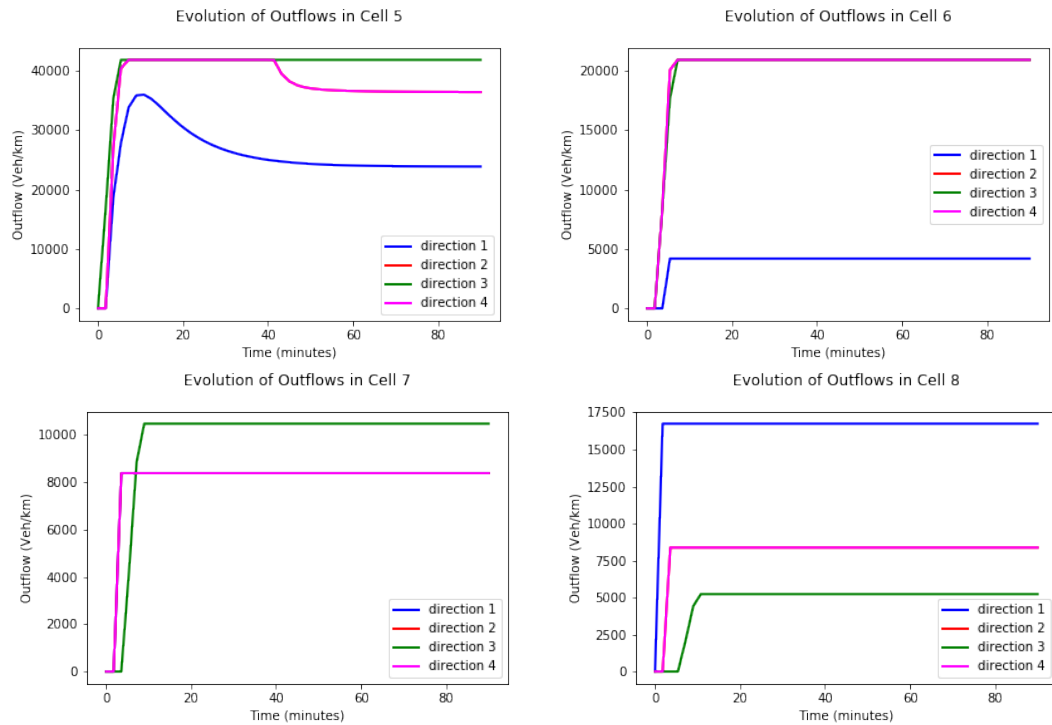 Evolution of Outflows in Cell 5
40000
30000
20000
10000
0
Outflow (Veh/km)
direction 1
direction 2
direction 3
direction 4
0 20 40 60 80
Time (minutes)
Evolution of Outflows in Cell 6
20000
15000
10000
5000
0
Outflow (Veh/km)
direction 1
direction 2
direction 3
direction 4
0 20 40 60 80
Time (minutes)
Evolution of Outflows in Cell 7
10000
8000
6000
4000
2000
0
Outflow (Veh/km)
direction 1
direction 2
direction 3
direction 4
0 20 40 60 80
Time (minutes)
Evolution of Outflows in Cell 8
17500
15000
12500
10000
7500
5000
2500
0
Outflow (Veh/km)
direction 1
direction 2
direction 3
direction 4
0 20 40 60 80
Time (minutes)